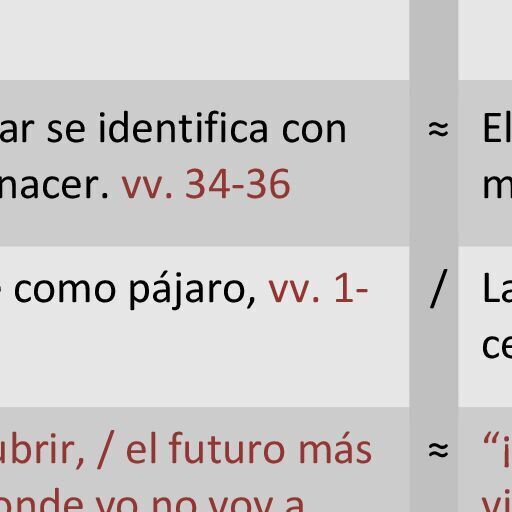 ar se identifica con ≈ El
nacer. vv. 34-36
como pájaro, vv. 1- / La
ce
ubrir, / el futuro más ≈ “¡
onde yo no voy a